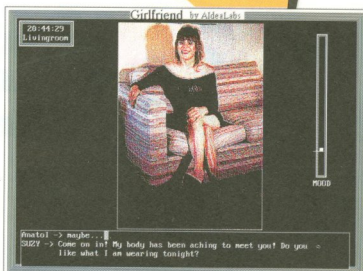 Girlfriend by AldexLabs
20:44:29
Livingroom
MOOD
Anatol -> maybe...
SUZY -> Come on in! My body has been aching to meet you! Do you =
like what I am wearing tonight?